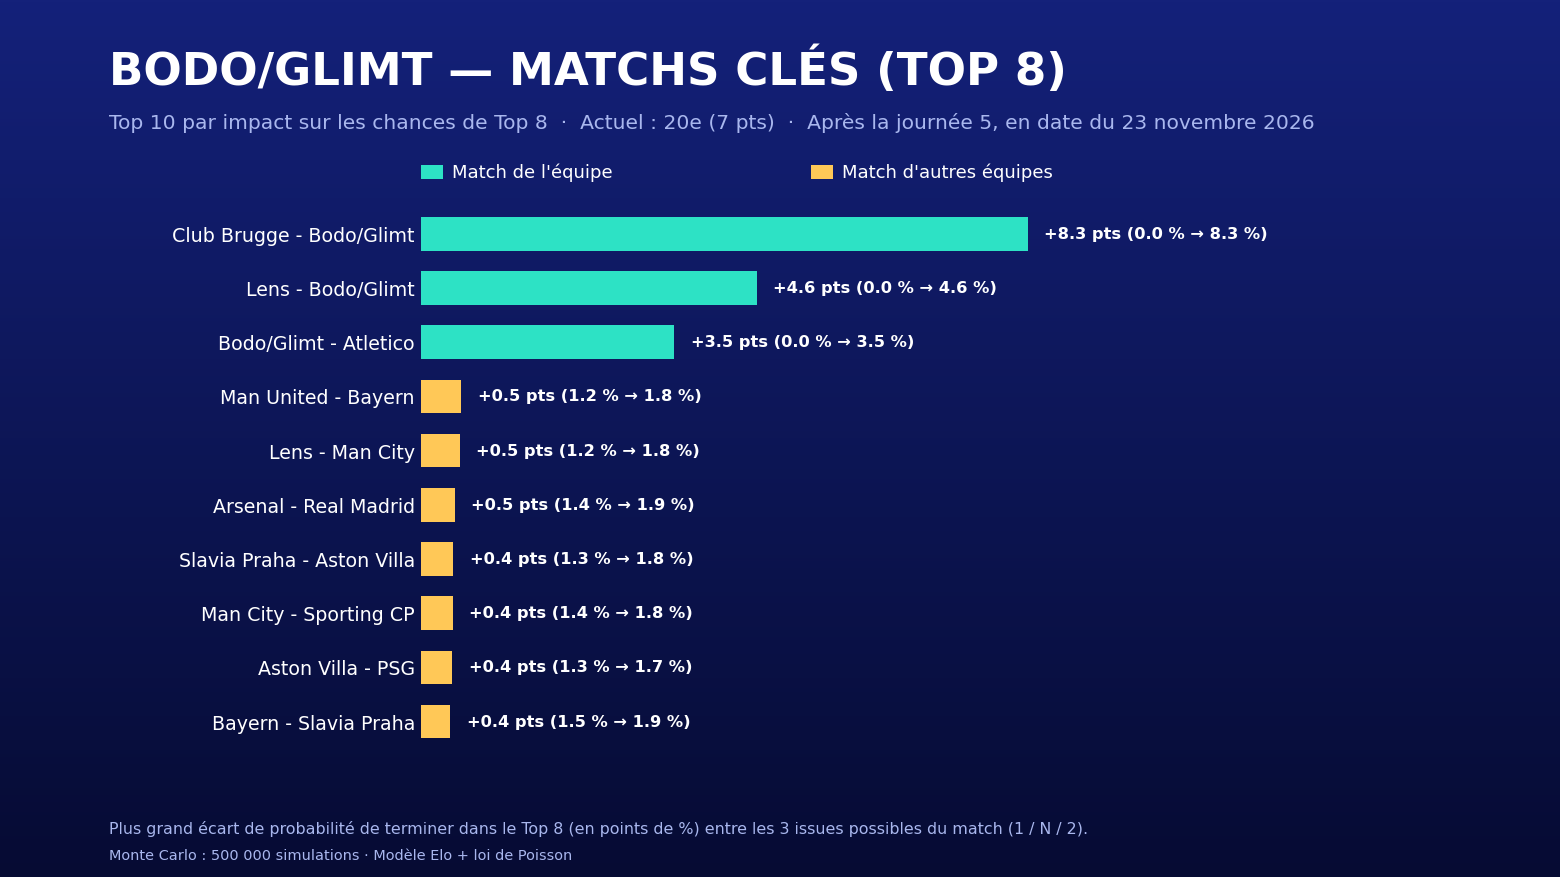 BODO/GLIMT — MATCHS CLÉS (TOP 8)
Top 10 par impact sur les chances de Top 8 · Actuel : 20e (7 pts) · Après la journée 5, en date du 23 novembre 2026
Match de l'équipe
Match d'autres équipes
Club Brugge - Bodo/Glimt +8.3 pts (0.0 % → 8.3 %)
Lens - Bodo/Glimt +4.6 pts (0.0 % → 4.6 %)
Bodo/Glimt - Atletico +3.5 pts (0.0 % → 3.5 %)
Man United - Bayern +0.5 pts (1.2 % → 1.8 %)
Lens - Man City +0.5 pts (1.2 % → 1.8 %)
Arsenal - Real Madrid +0.5 pts (1.4 % → 1.9 %)
Slavia Praha - Aston Villa +0.4 pts (1.3 % → 1.8 %)
Man City - Sporting CP +0.4 pts (1.4 % → 1.8 %)
Aston Villa - PSG +0.4 pts (1.3 % → 1.7 %)
Bayern - Slavia Praha +0.4 pts (1.5 % → 1.9 %)
Plus grand écart de probabilité de terminer dans le Top 8 (en points de %) entre les 3 issues possibles du match (1 / N / 2).
Monte Carlo : 500 000 simulations · Modèle Elo + loi de Poisson